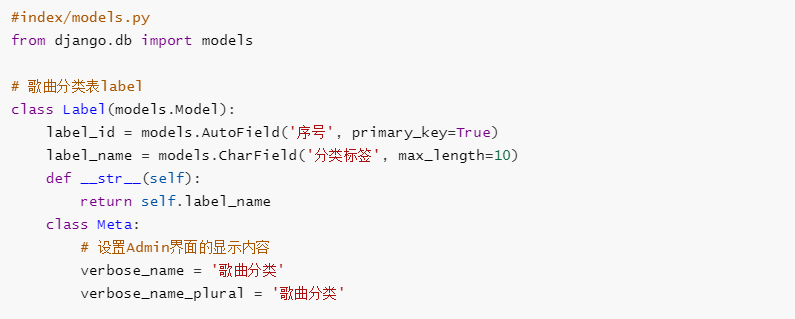 #index/models.py
from django.db import models

# 歌曲分类表label
class Label(models.Model):
    label_id = models.AutoField('序号', primary_key=True)
    label_name = models.CharField('分类标签', max_length=10)
    def __str__(self):
        return self.label_name
    class Meta:
        # 设置Admin界面的显示内容
        verbose_name = '歌曲分类'
        verbose_name_plural = '歌曲分类'